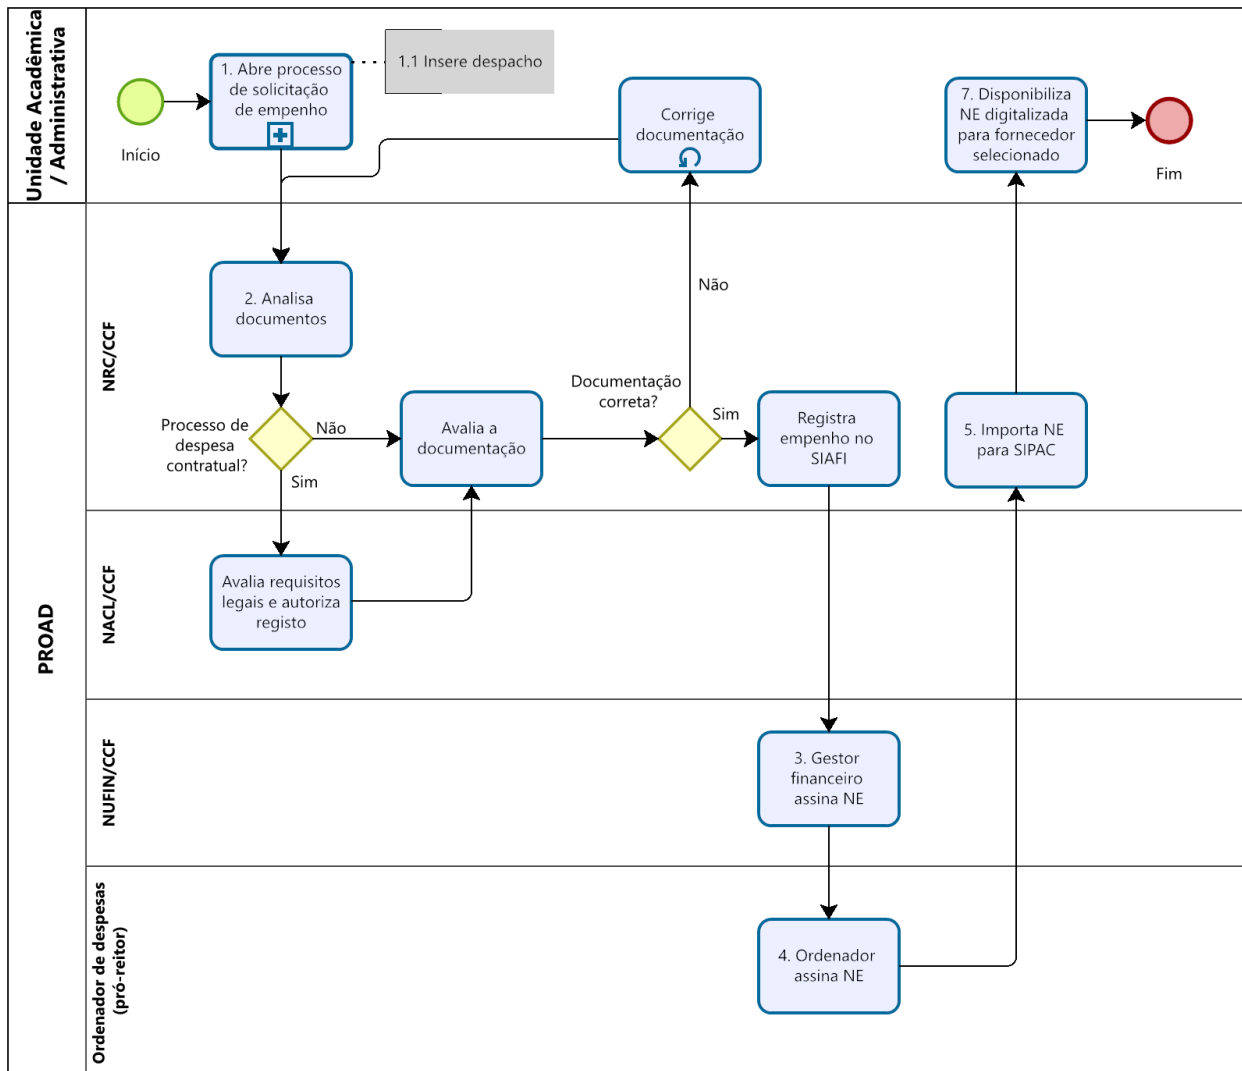 Unidade Acadêmica
/ Administrativa
Início
1. Abre processo
de solicitação
de empenho
1.1 Insere despacho
Corrige
documentação
7. Disponibiliza
NE digitalizada
para fornecedor
selecionado
Fim
PROAD
NRC/CCF
2. Analisa
documentos
Processo de
despesa
contratual?
Não
Sim
Avalia a
documentação
Documentação
correta?
Não
Sim
Registra
empenho no
SIAFI
5. Importa NE
para SIPAC
NACL/CCF
Avalia requisitos
legais e autoriza
registo
NUFIN/CCF
3. Gestor
financeiro
assina NE
Ordenador de despesas
(pró-reitor)
4. Ordenador
assina NE